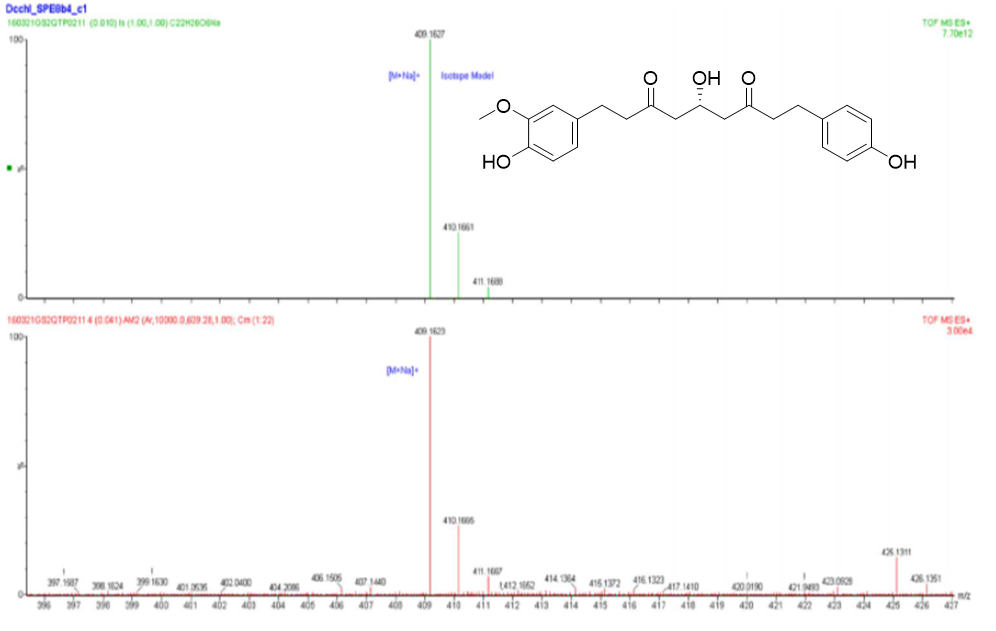 Dcchl_SPE8b4_c1
160321GS2QTP0211 (0.010) Is (1.00,1.00) C22H26O6Na
TOF MS ES+
7.70e12
100
409.1627
[M+Na]+ Isotope Model
O OH O
O
HO
OH
%
410.1661
411.1688
0
160321GS2QTP0211 4 (0.041) AM2 (Ar,10000.0,609.28,1.00); Cm (1:22)
TOF MS ES+
3.00e4
100
409.1623
[M+Na]+
%
410.1665
425.1311
411.1667
397.1587 398.1624 399.1630 401.0535 402.0400 404.2086 406.1505 407.1440 412.1652 414.1364 415.1372 416.1323 417.1410 420.0190 421.9493 423.0928 426.1351
0
m/z
396 397 398 399 400 401 402 403 404 405 406 407 408 409 410 411 412 413 414 415 416 417 418 419 420 421 422 423 424 425 426 427